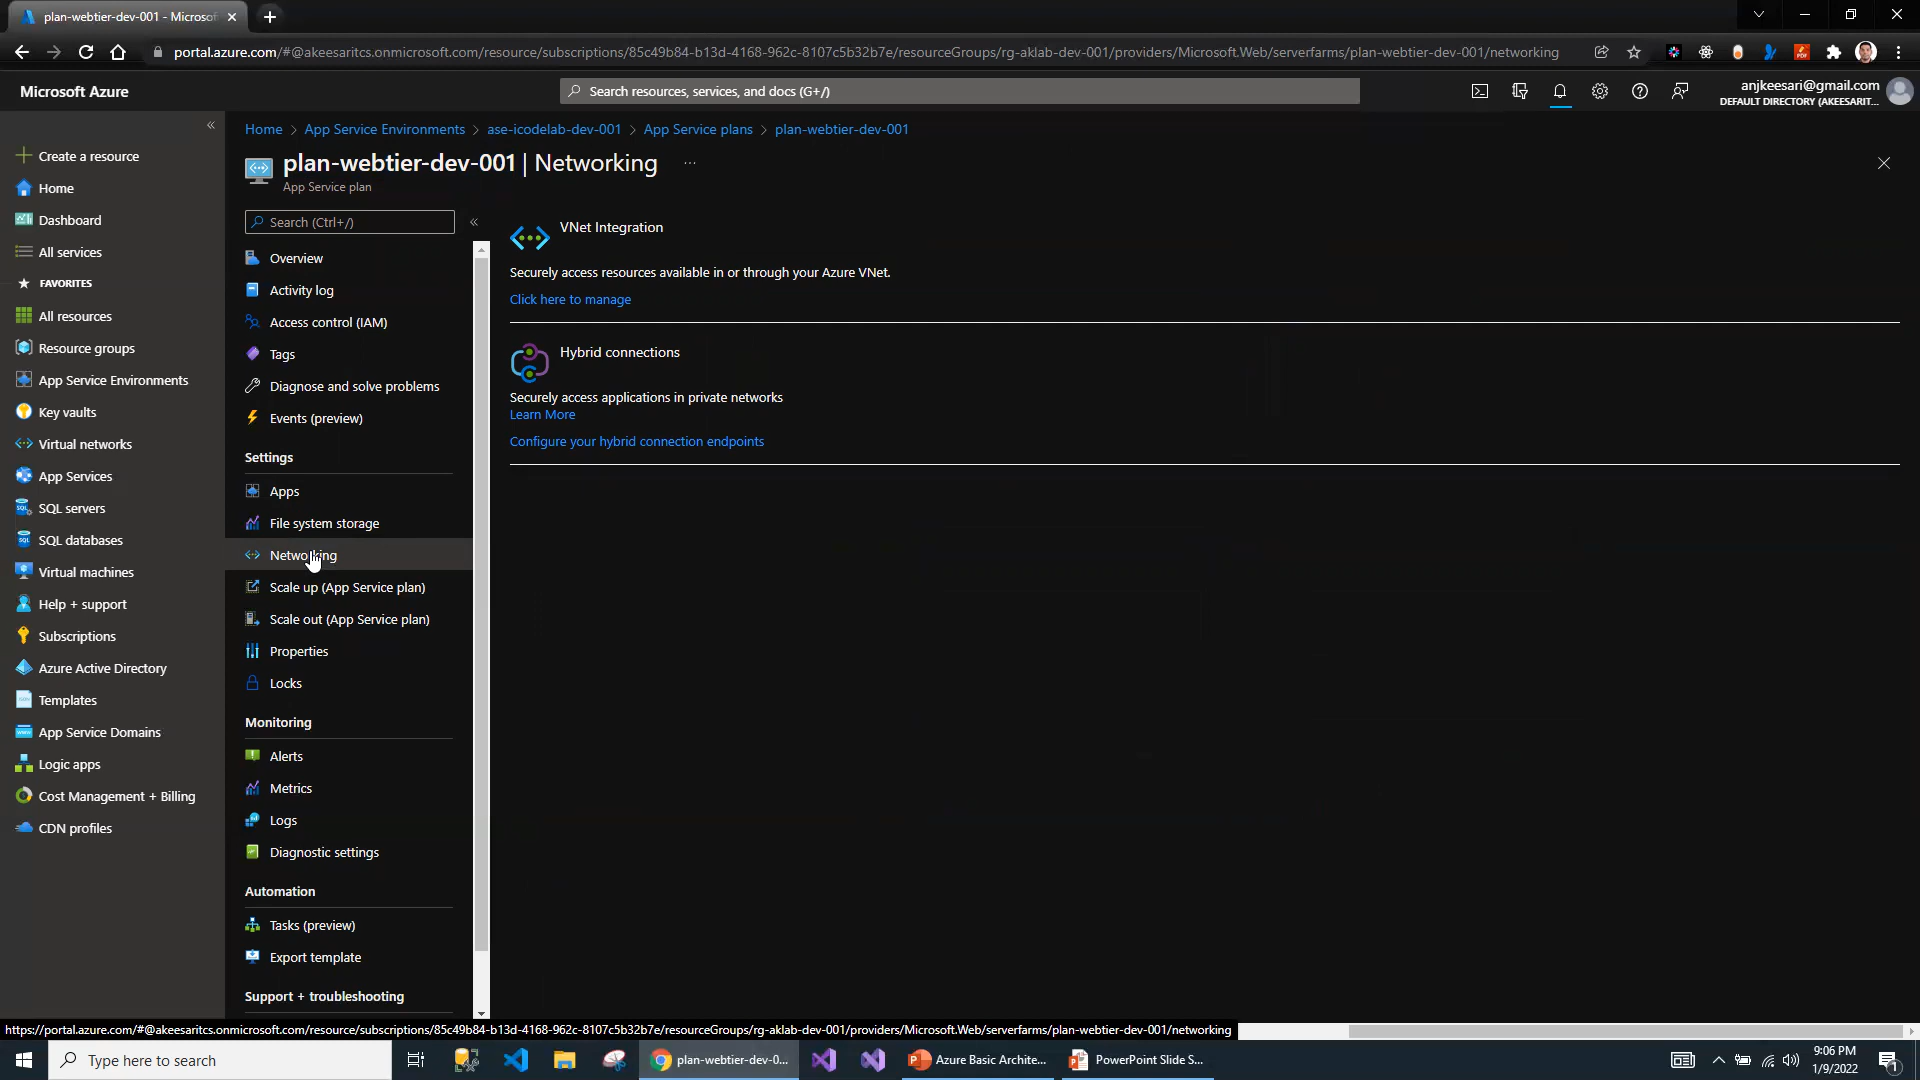 plan-webtier-dev-001 - Microsof
portal.azure.com/#@akeesaritcs.onmicrosoft.com/resource/subscriptions/85c49b84-b13d-4168-962c-8107c5b32b7e/resourceGroups/rg-aklab-dev-001/providers/Microsoft.Web/serverfarms/plan-webtier-dev-001/networking
Microsoft Azure
Search resources, services, and docs (G+/)
anjkeesari@gmail.com
DEFAULT DIRECTORY (AKEESARIT...
Create a resource
Home
Dashboard
All services
FAVORITES
All resources
Resource groups
App Service Environments
Key vaults
Virtual networks
App Services
SQL servers
SQL databases
Virtual machines
Help + support
Subscriptions
Azure Active Directory
Templates
App Service Domains
Logic apps
Cost Management + Billing
CDN profiles
Home > App Service Environments > ase-icodelab-dev-001 > App Service plans > plan-webtier-dev-001
plan-webtier-dev-001 | Networking ...
App Service plan
Search (Ctrl+/)
Overview
Activity log
Access control (IAM)
Tags
Diagnose and solve problems
Events (preview)
Settings
Apps
File system storage
Networking
Scale up (App Service plan)
Scale out (App Service plan)
Properties
Locks
Monitoring
Alerts
Metrics
Logs
Diagnostic settings
Automation
Tasks (preview)
Export template
Support + troubleshooting
VNet Integration
Securely access resources available in or through your Azure VNet.
Click here to manage
Hybrid connections
Securely access applications in private networks
Learn More
Configure your hybrid connection endpoints
https://portal.azure.com/#@akeesaritcs.onmicrosoft.com/resource/subscriptions/85c49b84-b13d-4168-962c-8107c5b32b7e/resourceGroups/rg-aklab-dev-001/providers/Microsoft.Web/serverfarms/plan-webtier-dev-001/networking
Type here to search
plan-webtier-dev-0...
Azure Basic Archite...
PowerPoint Slide S...
9:06 PM
1/9/2022
1